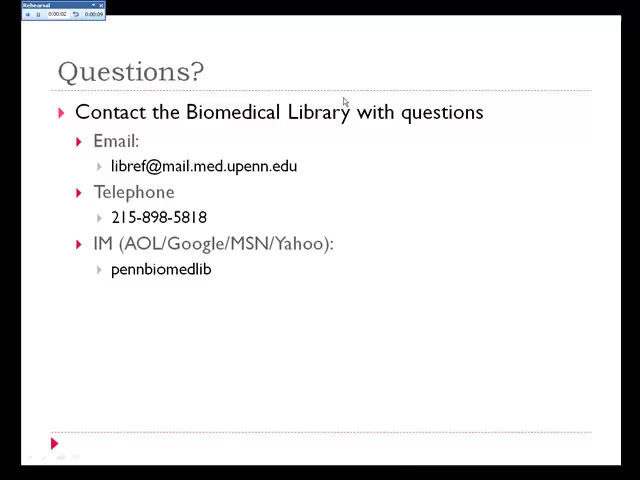 Rehearsal
0:00:02 0:00:09
Questions?
Contact the Biomedical Library with questions
Email:
libref@mail.med.upenn.edu
Telephone
215-898-5818
IM (AOL/Google/MSN/Yahoo):
pennbiomedlib